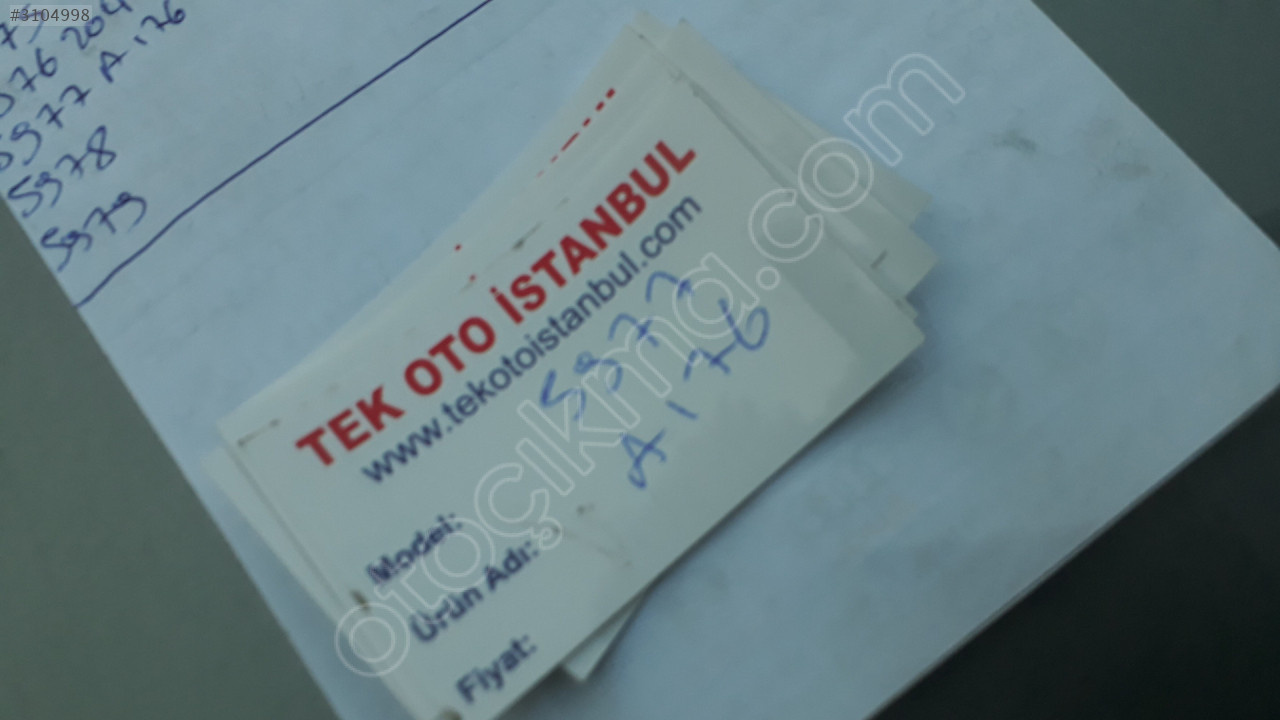 #3104998
204
5977 A 176
5978
5979
TEK OTO İSTANBUL
www.tekotoistanbul.com
5977
A 176
Model:
Ürün Adı:
Fiyat:
otoçıkma.com